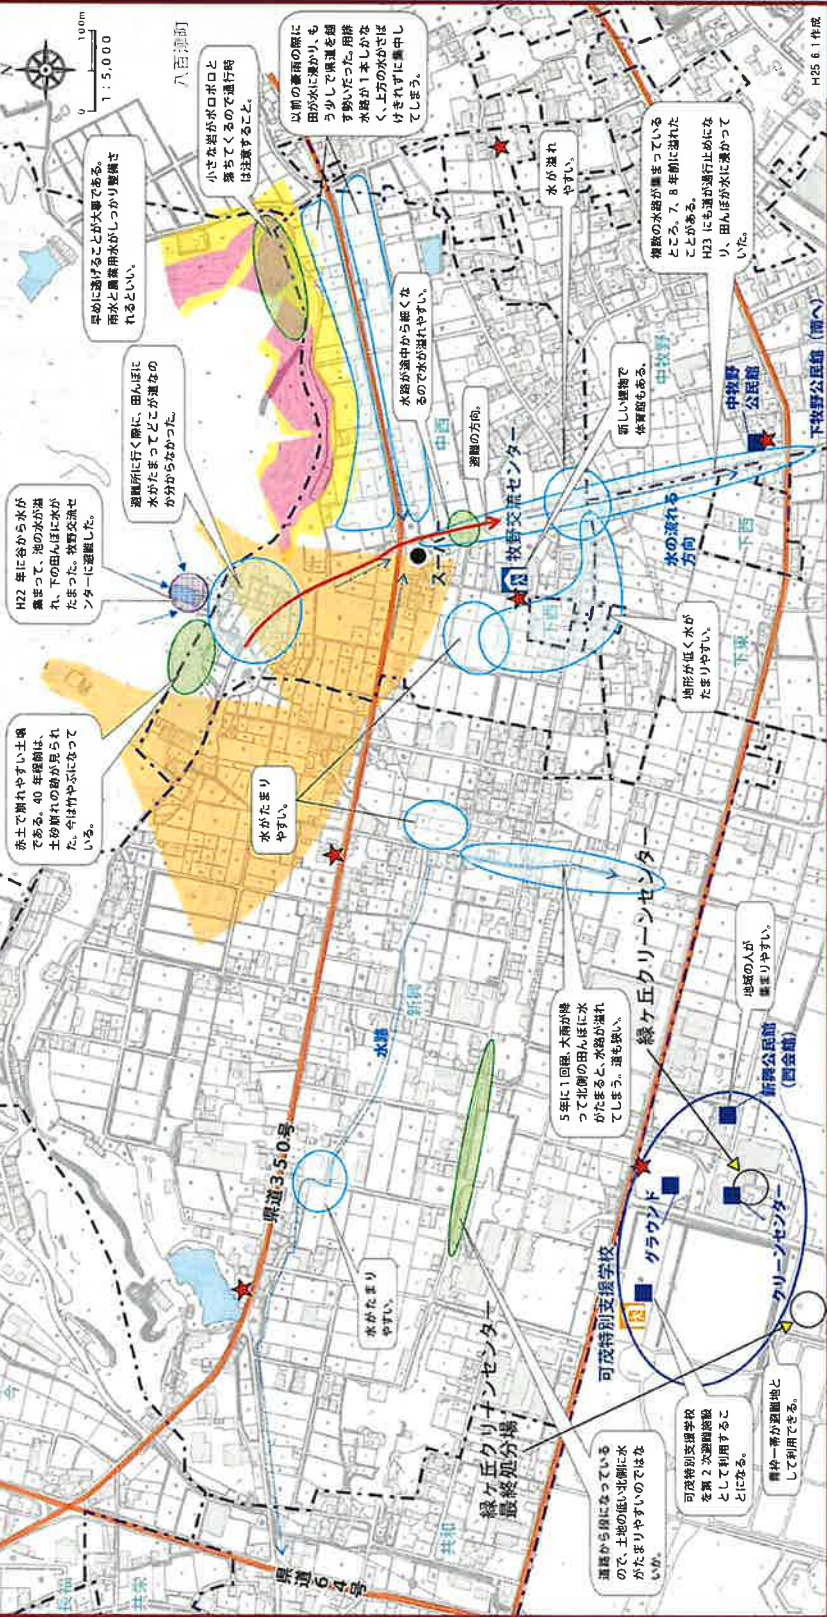 赤土で崩れやすい土壌
である。40 年程前は、
土砂崩れの跡が見られ
た。今は竹やぶになって
いる。
H22 年に谷から水が
集まって、池の水が溢
れ、下の田んぼに水が
たまった。牧野交流セ
ンターに避難した。
避難所に行く際に、田んぼに
水がたまってどこが道なの
か分からなかった。
早めに逃げることが大事である。
雨水と農業用水がしっかり整備さ
れるといい。
小さな岩がボロボロと
落ちてくるので通行時
は注意すること。
八百津町
N
0
100m
1:5,000
以前の豪雨の際に
田が水に浸かり、も
う少しで県道を越
す勢いだった。用排
水路が1本しかな
く、上方の水がさば
けきれずに集中し
てしまう。
水がたまり
やすい。
水路が途中から細くな
るので水が溢れやすい。
避難の方向。
水が溢れ
やすい。
新しい建物で
体育館もある。
複数の水路が集まっている
ところ。7、8 年前に溢れた
ことがある。
H23 にも道が通行止めにな
り、田んぼが水に浸かって
いた。
中西
スーパー
牧野交流センター
中牧野
中牧野
公民館
下牧野公民館(南へ)
水の流れる
方向
下西
下西
下東
地形が低く水が
たまりやすい。
県道350号
水路
新興
水がたまり
やすい。
5年に1回程、大雨が降
って北側の田んぼに水
がたまると、水路が溢れ
てしまう。道も狭い。
緑ケ丘クリーンセンター
地域の人が
集まりやすい。
新興公民館
(西会館)
可茂特別支援学校
グラウンド
クリーンセンター
緑ケ丘クリーンセンター
最終処分場
共和
県道64号
長福
共栄
今
道路から段になっている
ので、土地の低い北側に水
がたまりやすいのではな
いか。
可茂特別支援学校
を第2次避難施設
として利用するこ
とになる。
青枠一帯が避難地と
して利用できる。
H25.6.1作成